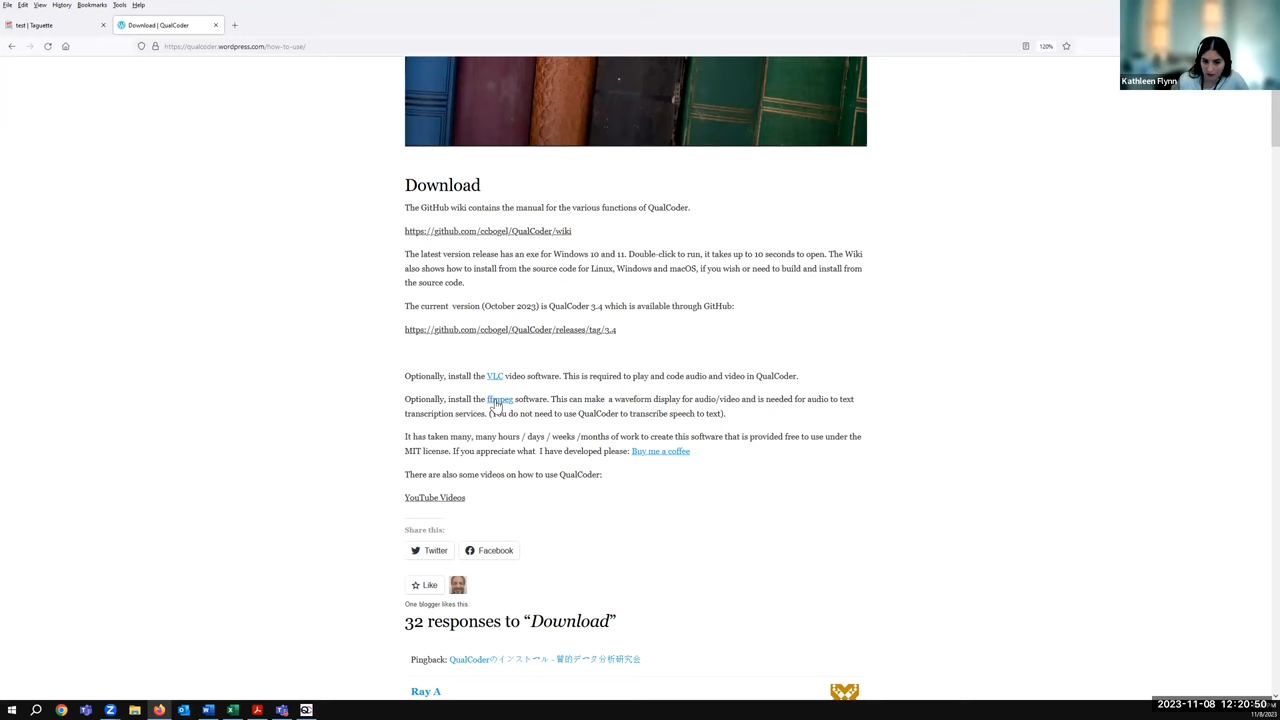 File Edit View History Bookmarks Tools Help
test | Taguette
Download | QualCoder
https://qualcoder.wordpress.com/how-to-use/
120%
Kathleen Flynn
Download
The GitHub wiki contains the manual for the various functions of QualCoder.
https://github.com/ccbogel/QualCoder/wiki
The latest version release has an exe for Windows 10 and 11. Double-click to run, it takes up to 10 seconds to open. The Wiki
also shows how to install from the source code for Linux, Windows and macOS, if you wish or need to build and install from
the source code.
The current version (October 2023) is QualCoder 3.4 which is available through GitHub:
https://github.com/ccbogel/QualCoder/releases/tag/3.4
Optionally, install the VLC video software. This is required to play and code audio and video in QualCoder.
Optionally, install the ffmpeg software. This can make a waveform display for audio/video and is needed for audio to text
transcription services. (You do not need to use QualCoder to transcribe speech to text).
It has taken many, many hours / days / weeks /months of work to create this software that is provided free to use under the
MIT license. If you appreciate what I have developed please: Buy me a coffee
There are also some videos on how to use QualCoder:
YouTube Videos
Share this:
Twitter
Facebook
Like
One blogger likes this.
32 responses to “Download”
Pingback: QualCoderのインストール – 質的データ分析研究会
Ray A
2023-11-08 12:20:50
11/8/2023